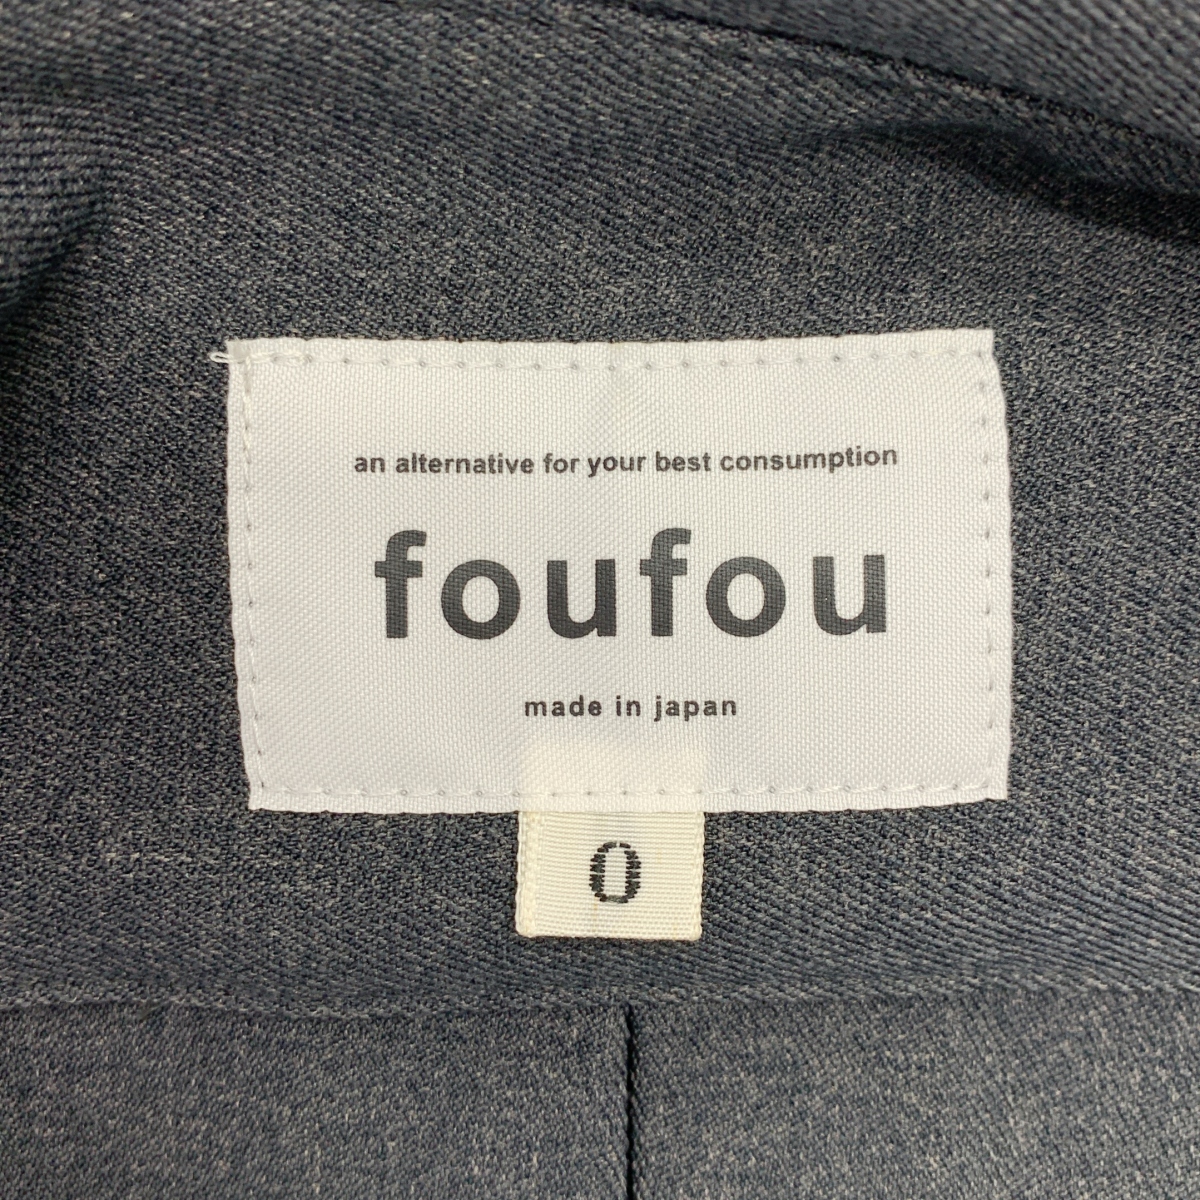 an alternative for your best consumption
foufou
made in japan
0